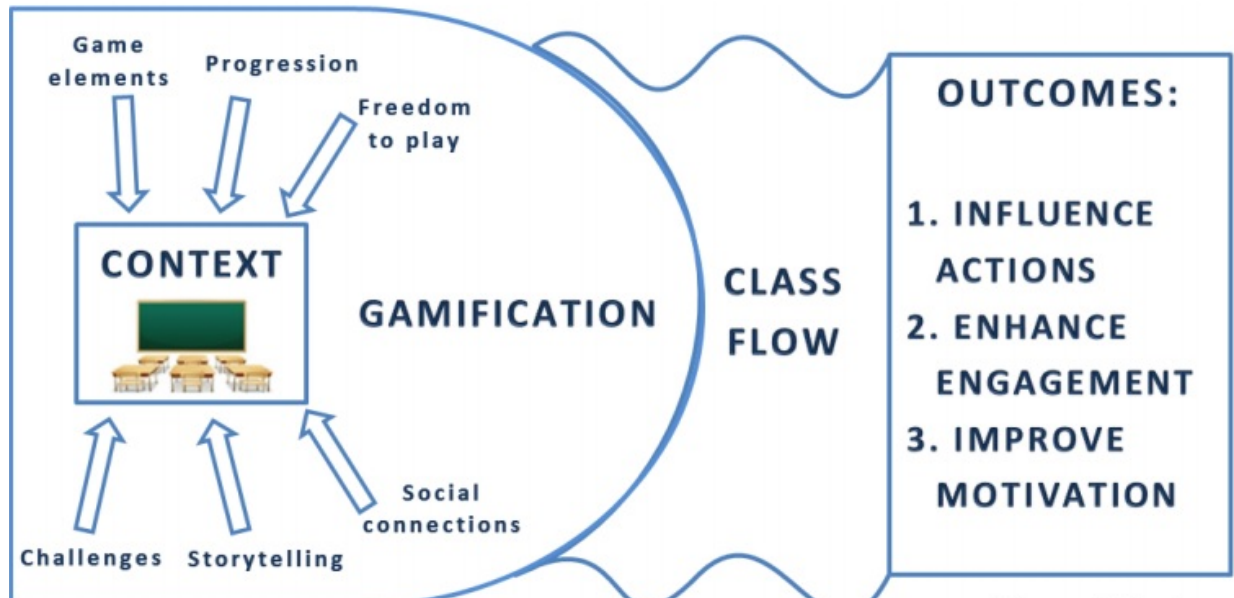 Game
elements
Progression
Freedom
to play
CONTEXT
GAMIFICATION
Challenges
Storytelling
Social
connections
CLASS
FLOW
OUTCOMES:
1. INFLUENCE
ACTIONS
2. ENHANCE
ENGAGEMENT
3. IMPROVE
MOTIVATION